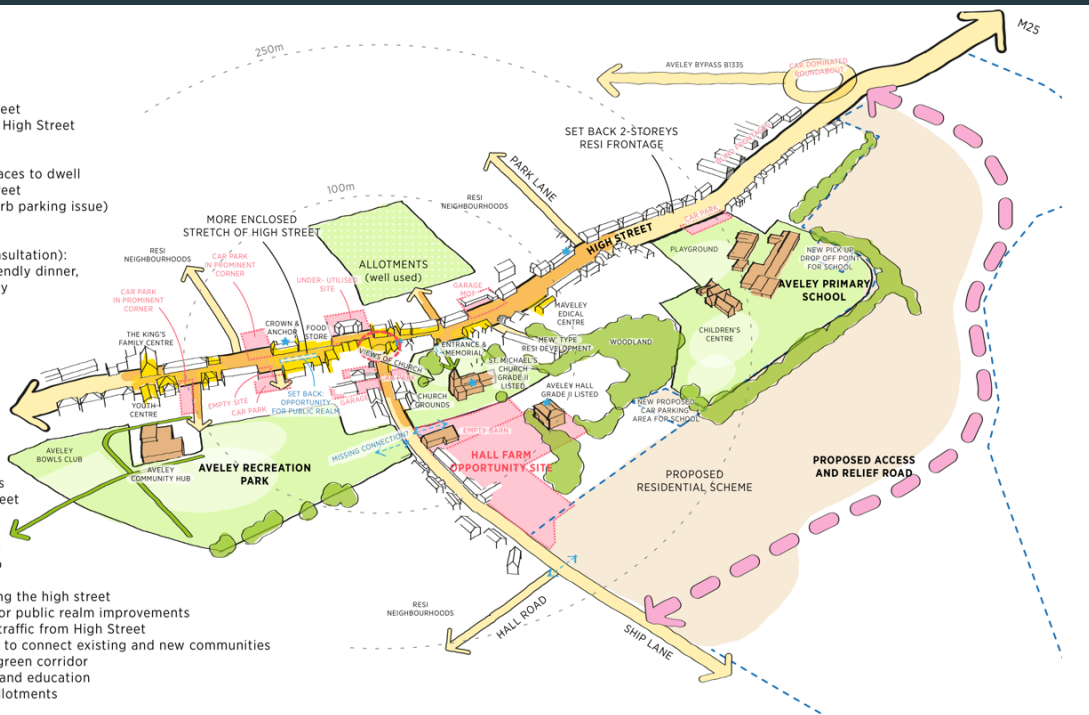 eet
High Street
aces to dwell
reet
rb parking issue)
nsultation):
endly dinner,
y
s
reet
ng the high street
or public realm improvements
traffic from High Street
to connect existing and new communities
green corridor
and education
llotments
250m
M25
AVELEY BYPASS B1335
CAR DOMINATED
ROUNDABOUT
SET BACK 2-STOREYS
RESI FRONTAGE
BLIND FRONTAGES
PARK LANE
100m
RESI
NEIGHBOURHOODS
MORE ENCLOSED
STRETCH OF HIGH STREET
HIGH STREET
CAR PARK
PLAYGROUND
NEW PICK UP
DROP OFF POINT
FOR SCHOOL
RESI
NEIGHBOURHOODS
CAR PARK
IN PROMINENT
CORNER
ALLOTMENTS
(well used)
UNDER- UTILISED
SITE
GARAGE
MOT
AVELEY PRIMARY
SCHOOL
CAR PARK
IN PROMINENT
CORNER
MAVELEY
EDICAL
CENTRE
CROWN &
ANCHOR
FOOD
STORE
THE KING'S
FAMILY CENTRE
CHILDREN'S
CENTRE
'MEW' TYPE
RESI DEVELOPMENT
WOODLAND
ENTRANCE &
MEMORIAL
VIEWS OF CHURCH
ST. MICHAEL'S
CHURCH
GRADE II
LISTED
CHURCH
GROUNDS
AVELEY HALL
GRADE II LISTED
SET BACK:
OPPORTUNITY
FOR PUBLIC REALM
GARAGE
EMPTY SITE
CAR PARK
YOUTH
CENTRE
NEW PROPOSED
CAR PARKING
AREA FOR SCHOOL
EMPTY BARN
MISSING CONNECTION?
HALL FARM
OPPORTUNITY SITE
AVELEY
BOWLS CLUB
AVELEY
COMMUNITY HUB
AVELEY RECREATION
PARK
PROPOSED
RESIDENTIAL SCHEME
PROPOSED ACCESS
AND RELIEF ROAD
RESI
NEIGHBOURHOODS
HALL ROAD
SHIP LANE